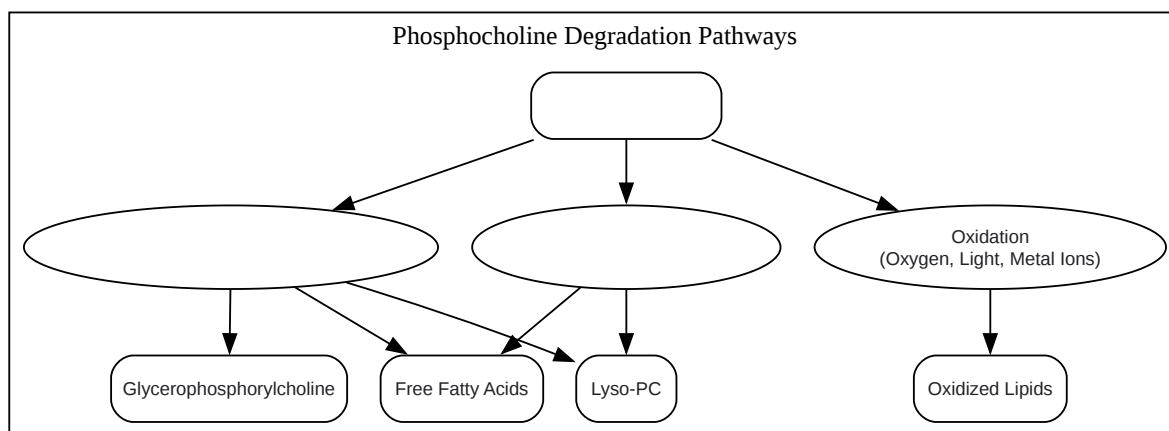 Phosphocholine Degradation Pathways
Oxidation
(Oxygen, Light, Metal Ions)
Glycerophosphorylcholine
Free Fatty Acids
Lyso-PC
Oxidized Lipids